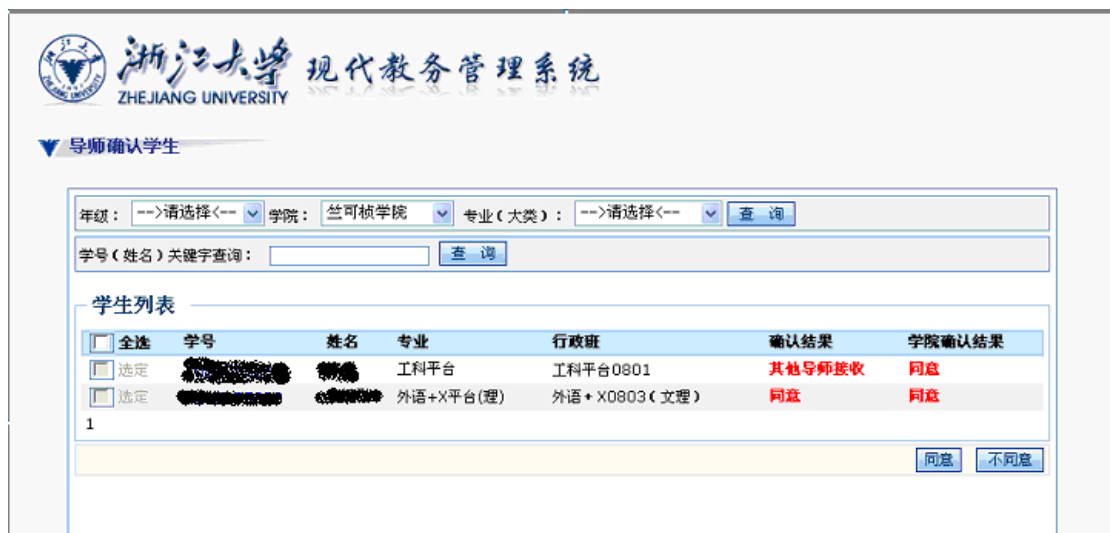 浙江大学 现代教务管理系统
ZHEJIANG UNIVERSITY
导师确认学生
年级： -->请选择<-- 学院： 竺可桢学院 专业(大类)： -->请选择<-- 查 询
学号(姓名)关键字查询： 查 询
学生列表
全选 学号 姓名 专业 行政班 确认结果 学院确认结果
选定 工科平台 工科平台0801 其他导师接收 同意
选定 外语+X平台(理) 外语+X0803(文理) 同意 同意
1
同意 不同意